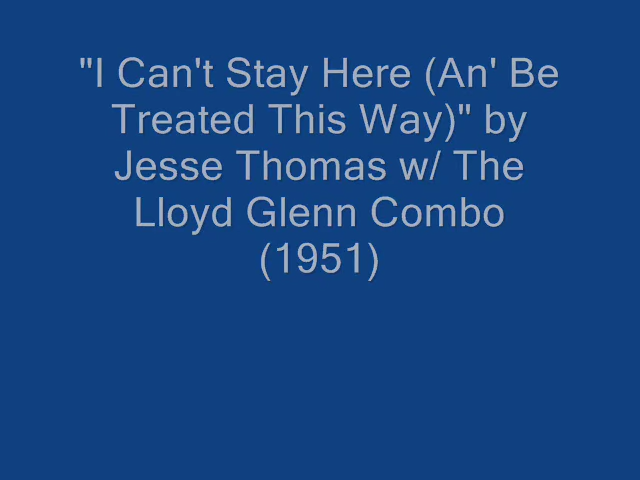 "I Can't Stay Here (An' Be
Treated This Way)" by
Jesse Thomas w/ The
Lloyd Glenn Combo
(1951)